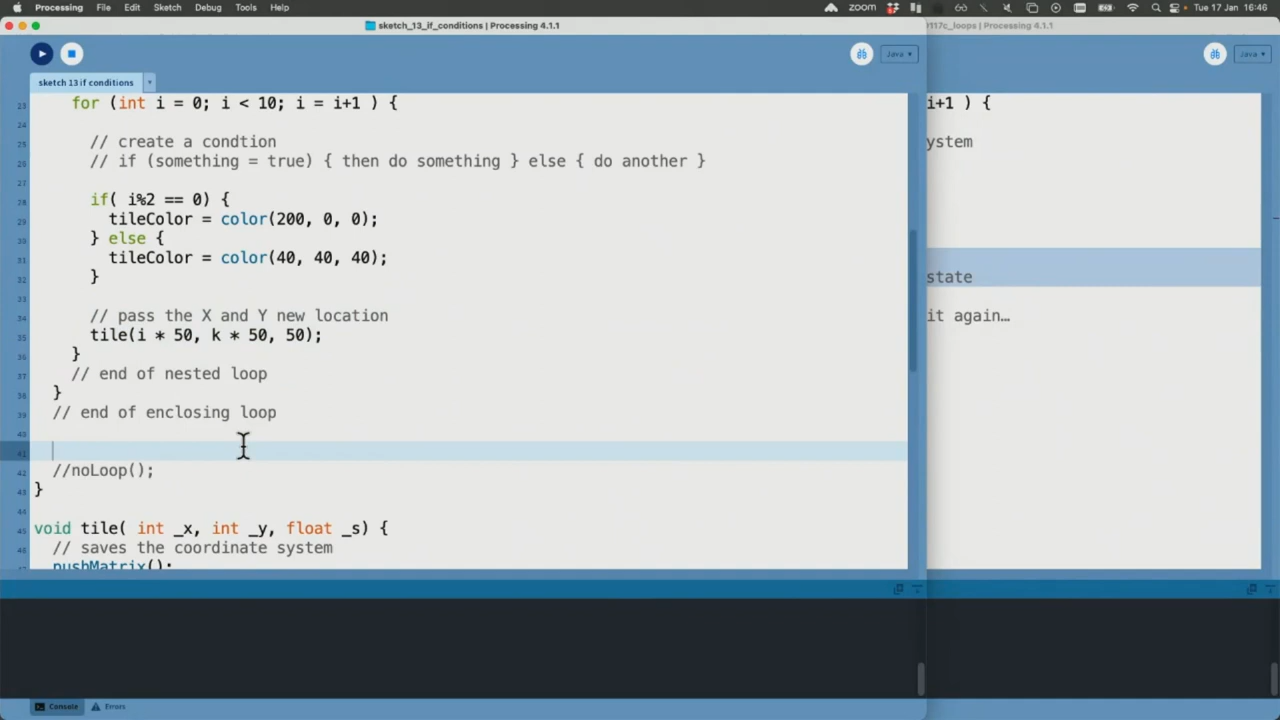 Processing File Edit Sketch Debug Tools Help zoom Tue 17 Jan 16:46
sketch_13_if_conditions | Processing 4.1.1
117c_loops | Processing 4.1.1
Java
Java
sketch 13 if conditions
23 for (int i = 0; i < 10; i = i+1 ) {
24
25 // create a condtion
26 // if (something = true) { then do something } else { do another }
27
28 if( i%2 == 0) {
29 tileColor = color(200, 0, 0);
30 } else {
31 tileColor = color(40, 40, 40);
32 }
33
34 // pass the X and Y new location
35 tile(i * 50, k * 50, 50);
36 }
37 // end of nested loop
38 }
39 // end of enclosing loop
40
41
42 //noLoop();
43 }
44
45 void tile( int _x, int _y, float _s) {
46 // saves the coordinate system
47 pushMatrix();
i+1 ) {
ystem
state
it again…
Console Errors